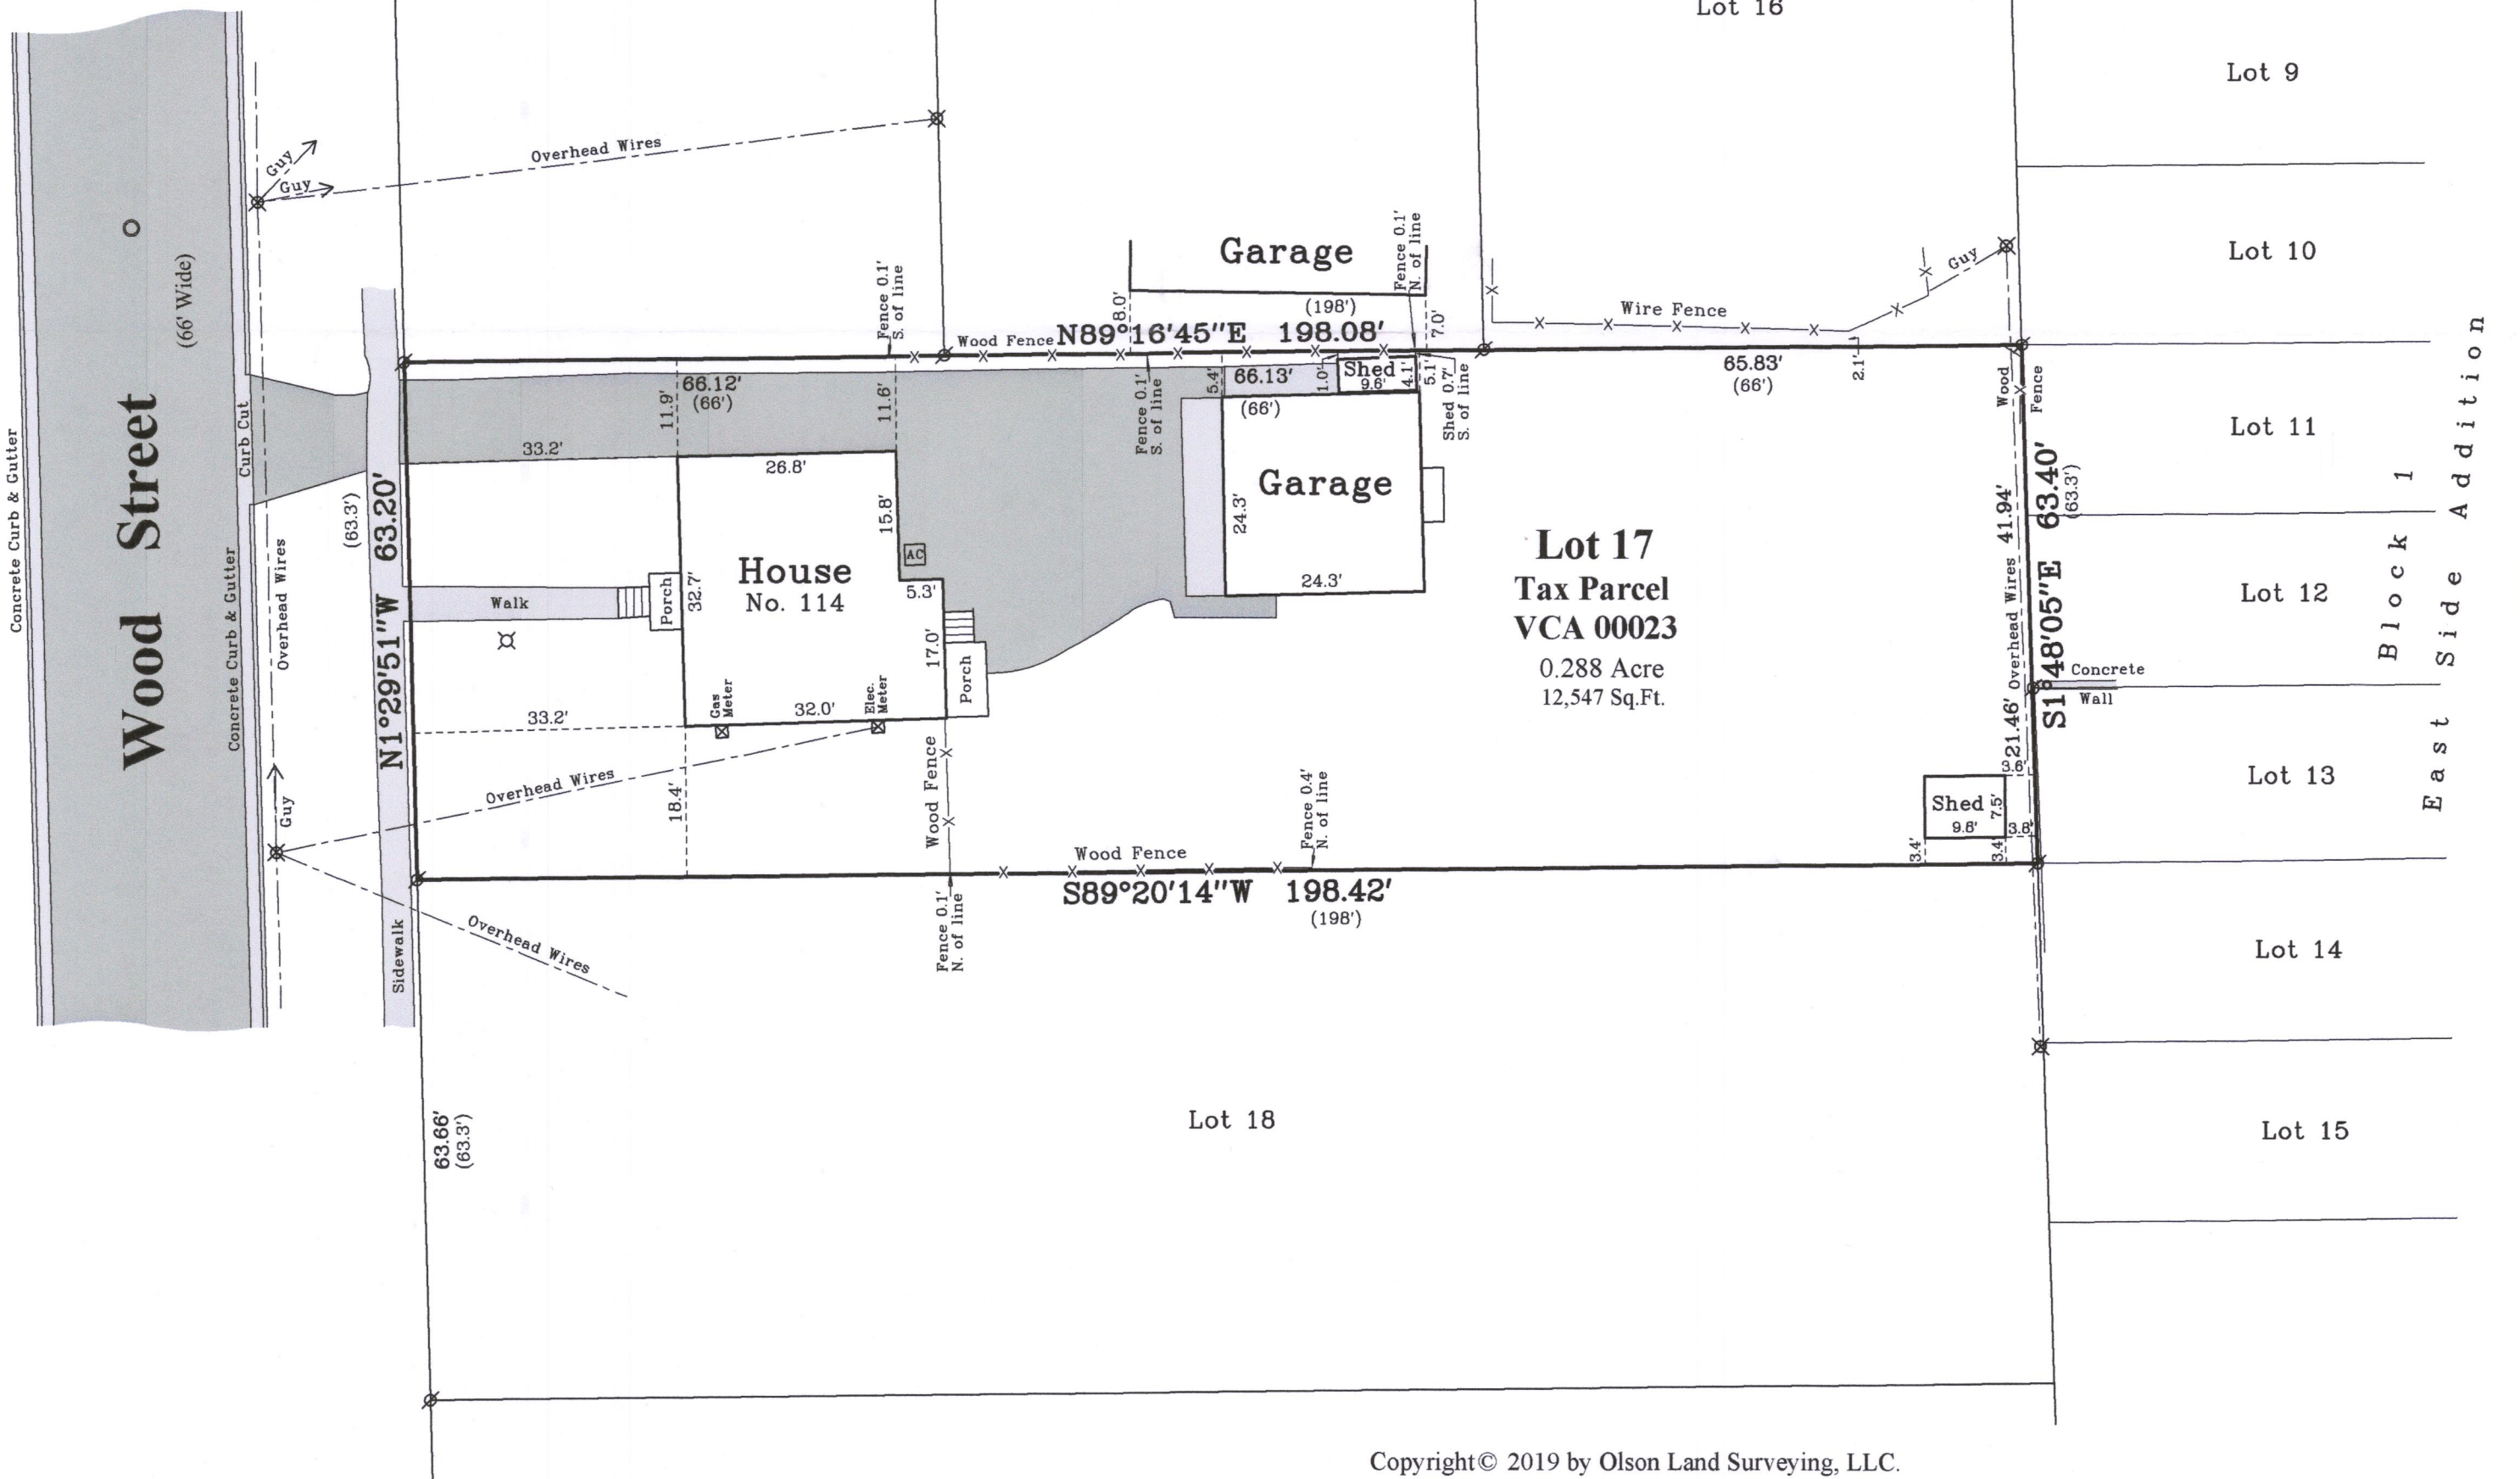 Lot 16
Lot 9
Overhead Wires
Guy
Guy
Concrete Curb & Gutter
Wood Street
(66' Wide)
Curb Cut
Concrete Curb & Gutter
Overhead Wires
Guy
Sidewalk
Lot 10
Garage
Fence 0.1'
N. of line
Fence 0.1'
S. of line
8.0'
(198')
7.0'
Guy
Wire Fence
Wood Fence
N89°16'45"E 198.08'
66.12'
(66')
66.13'
(66')
65.83'
(66')
2.1'
11.9'
11.6'
5.4'
1.0'
Shed
9.6'
4.1'
5.1'
Fence 0.1'
S. of line
Shed 0.7'
S. of line
Wood
Fence
Lot 11
33.2'
26.8'
15.8'
AC
5.3'
House
No. 114
32.7'
17.0'
Porch
Walk
Porch
Garage
24.3'
24.3'
(63.3')
N1°29'51"W 63.20'
Lot 17
Tax Parcel
VCA 00023
0.288 Acre
12,547 Sq.Ft.
41.94'
Overhead Wires
21.46'
S1°48'05"E 63.40'
(63.3')
Lot 12
Block 1
East Side Addition
Concrete
Wall
Gas
Meter
Elec.
Meter
33.2'
32.0'
Overhead Wires
18.4'
Wood Fence
Fence 0.4'
N. of line
Wood Fence
3.6'
Shed
7.5'
9.8'
3.8'
3.4'
3.4'
Lot 13
S89°20'14"W 198.42'
(198')
Fence 0.1'
N. of line
Overhead Wires
Lot 14
Lot 18
63.66'
(63.3')
Lot 15
Copyright© 2019 by Olson Land Surveying, LLC.